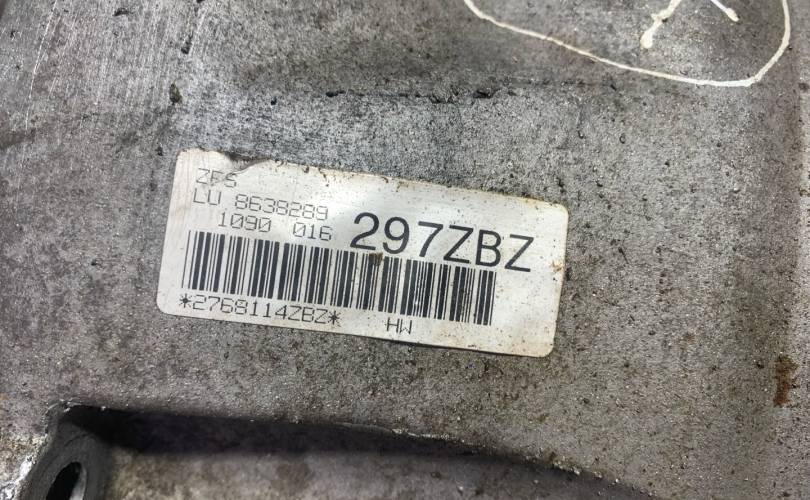 ZFS
LU 8638289
1090 016 297ZBZ
*2768114ZBZ* HW